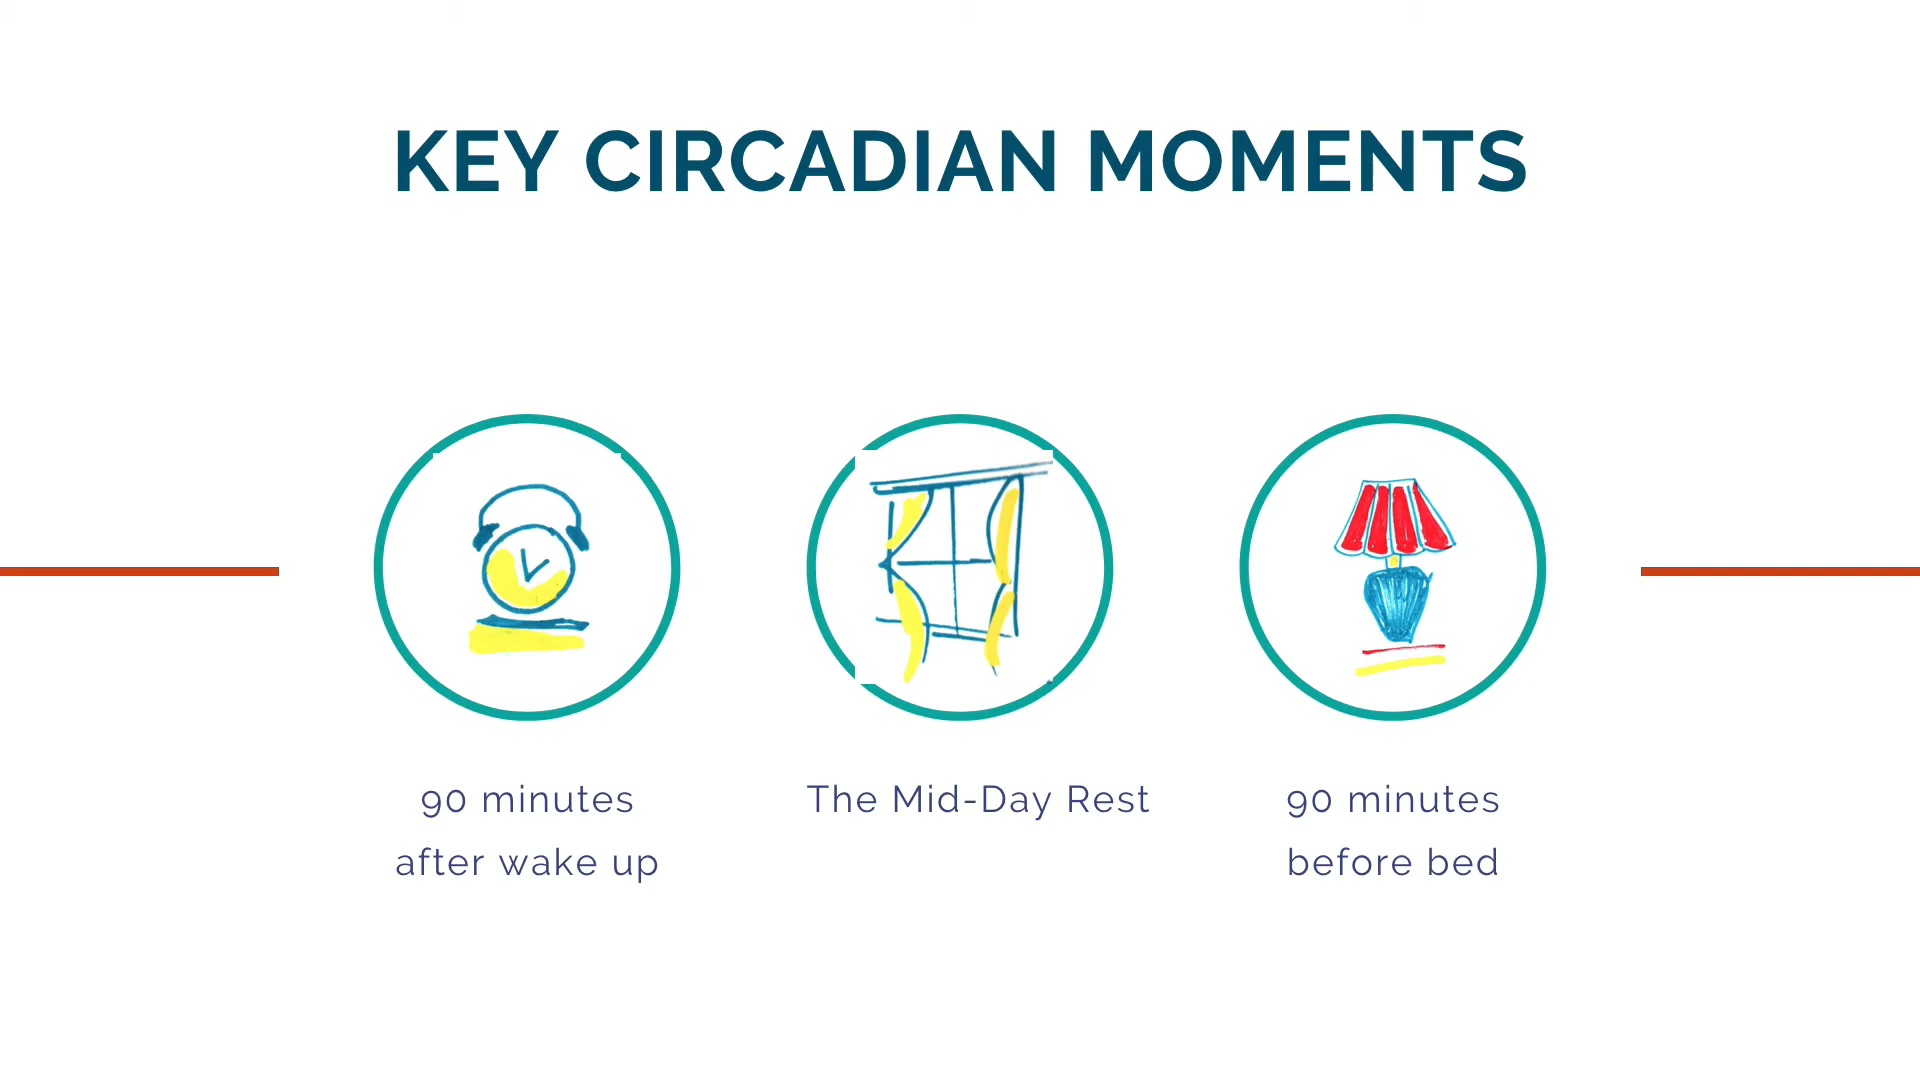 KEY CIRCADIAN MOMENTS
90 minutes
after wake up
The Mid-Day Rest
90 minutes
before bed